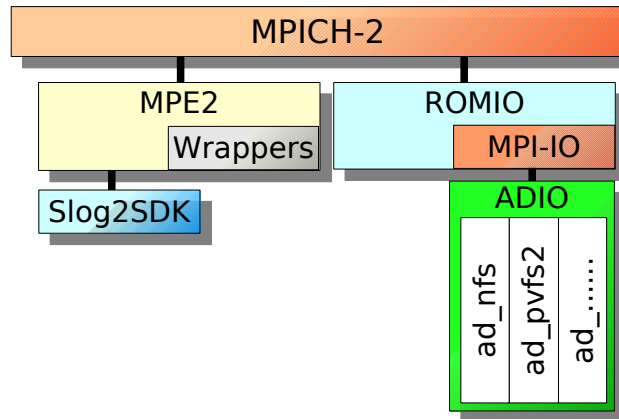 MPICH-2
MPE2
Wrappers
ROMIO
MPI-IO
Slog2SDK
ADIO
ad_nfs
ad_pvfs2
ad_......